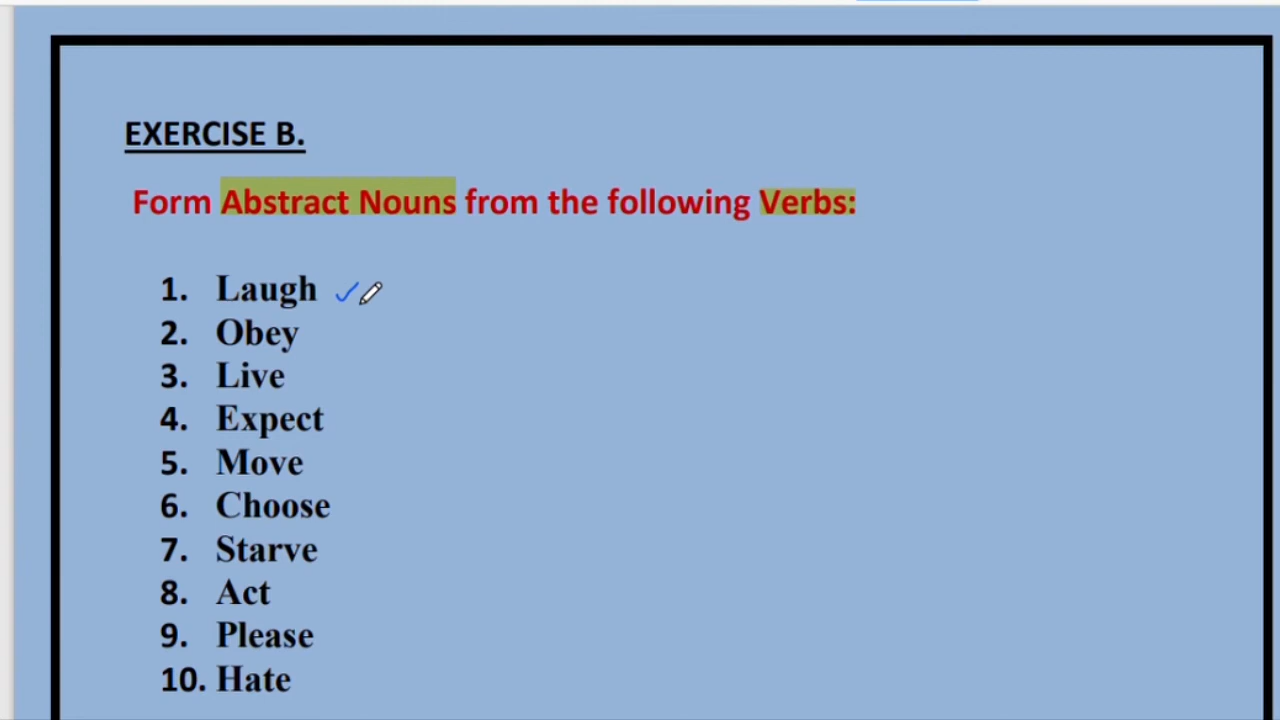 EXERCISE B.
Form Abstract Nouns from the following Verbs:
1. Laugh
2. Obey
3. Live
4. Expect
5. Move
6. Choose
7. Starve
8. Act
9. Please
10. Hate